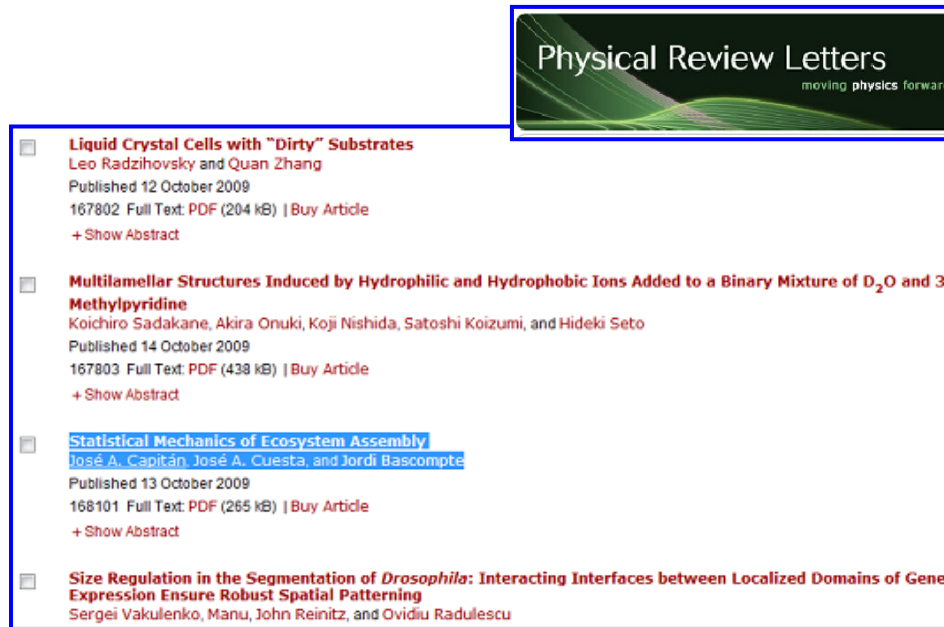 Physical Review Letters
moving physics forwar
Liquid Crystal Cells with “Dirty” Substrates
Leo Radzihovsky and Quan Zhang
Published 12 October 2009
167802 Full Text: PDF (204 kB) | Buy Article
+ Show Abstract
Multilamellar Structures Induced by Hydrophilic and Hydrophobic Ions Added to a Binary Mixture of D₂O and 3
Methylpyridine
Koichiro Sadakane, Akira Onuki, Koji Nishida, Satoshi Koizumi, and Hideki Seto
Published 14 October 2009
167803 Full Text: PDF (438 kB) | Buy Article
+ Show Abstract
Statistical Mechanics of Ecosystem Assembly
José A. Capitán, José A. Cuesta, and Jordi Bascompte
Published 13 October 2009
168101 Full Text: PDF (265 kB) | Buy Article
+ Show Abstract
Size Regulation in the Segmentation of Drosophila: Interacting Interfaces between Localized Domains of Gene
Expression Ensure Robust Spatial Patterning
Sergei Vakulenko, Manu, John Reinitz, and Ovidiu Radulescu